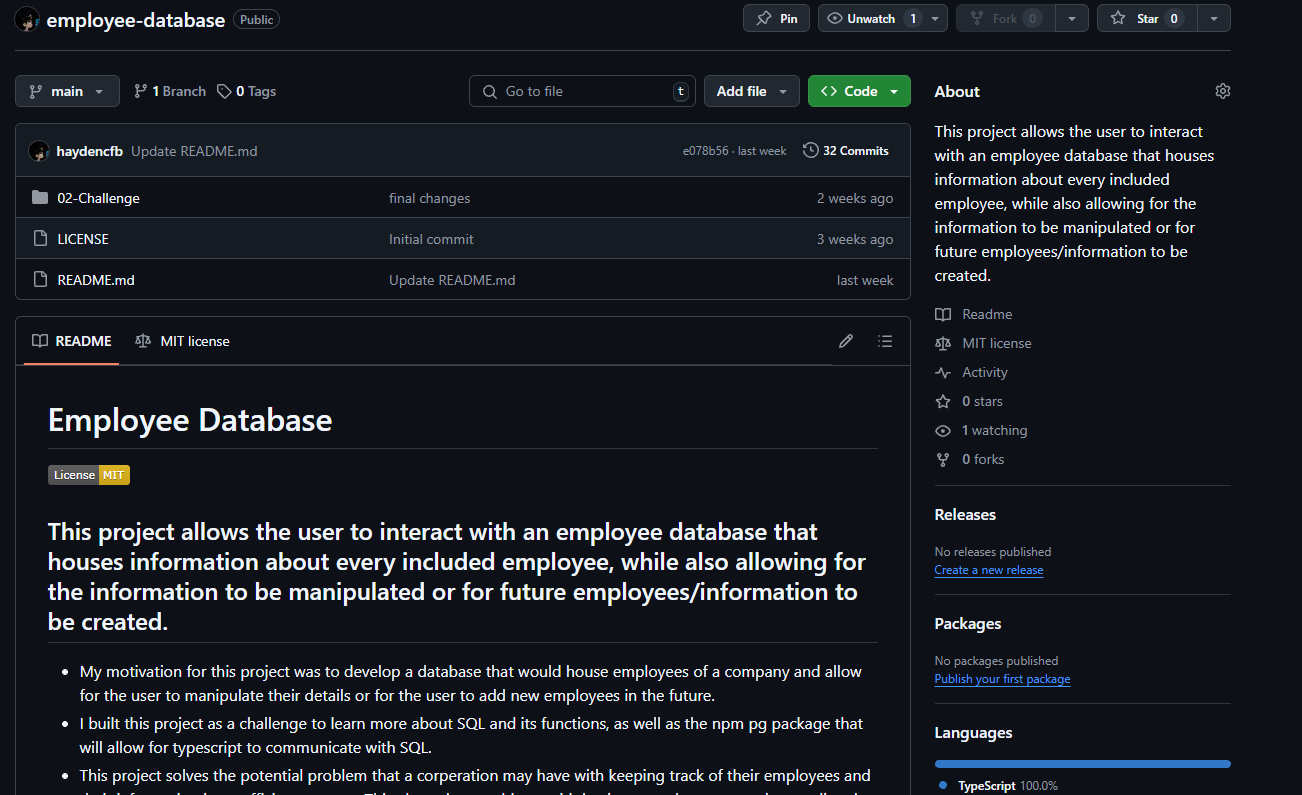 employee-database Public
Pin Unwatch 1 Fork 0 Star 0
main 1 Branch 0 Tags Go to file t Add file Code
haydencfb Update README.md e078b56 · last week 32 Commits
02-Challenge final changes 2 weeks ago
LICENSE Initial commit 3 weeks ago
README.md Update README.md last week
README MIT license
Employee Database
License MIT
This project allows the user to interact with an employee database that
houses information about every included employee, while also allowing for
the information to be manipulated or for future employees/information to
be created.
• My motivation for this project was to develop a database that would house employees of a company and allow
for the user to manipulate their details or for the user to add new employees in the future.
• I built this project as a challenge to learn more about SQL and its functions, as well as the npm pg package that
will allow for typescript to communicate with SQL.
• This project solves the potential problem that a corperation may have with keeping track of their employees and
About
This project allows the user to interact
with an employee database that houses
information about every included
employee, while also allowing for the
information to be manipulated or for
future employees/information to be
created.
Readme
MIT license
Activity
0 stars
1 watching
0 forks
Releases
No releases published
Create a new release
Packages
No packages published
Publish your first package
Languages
TypeScript 100.0%